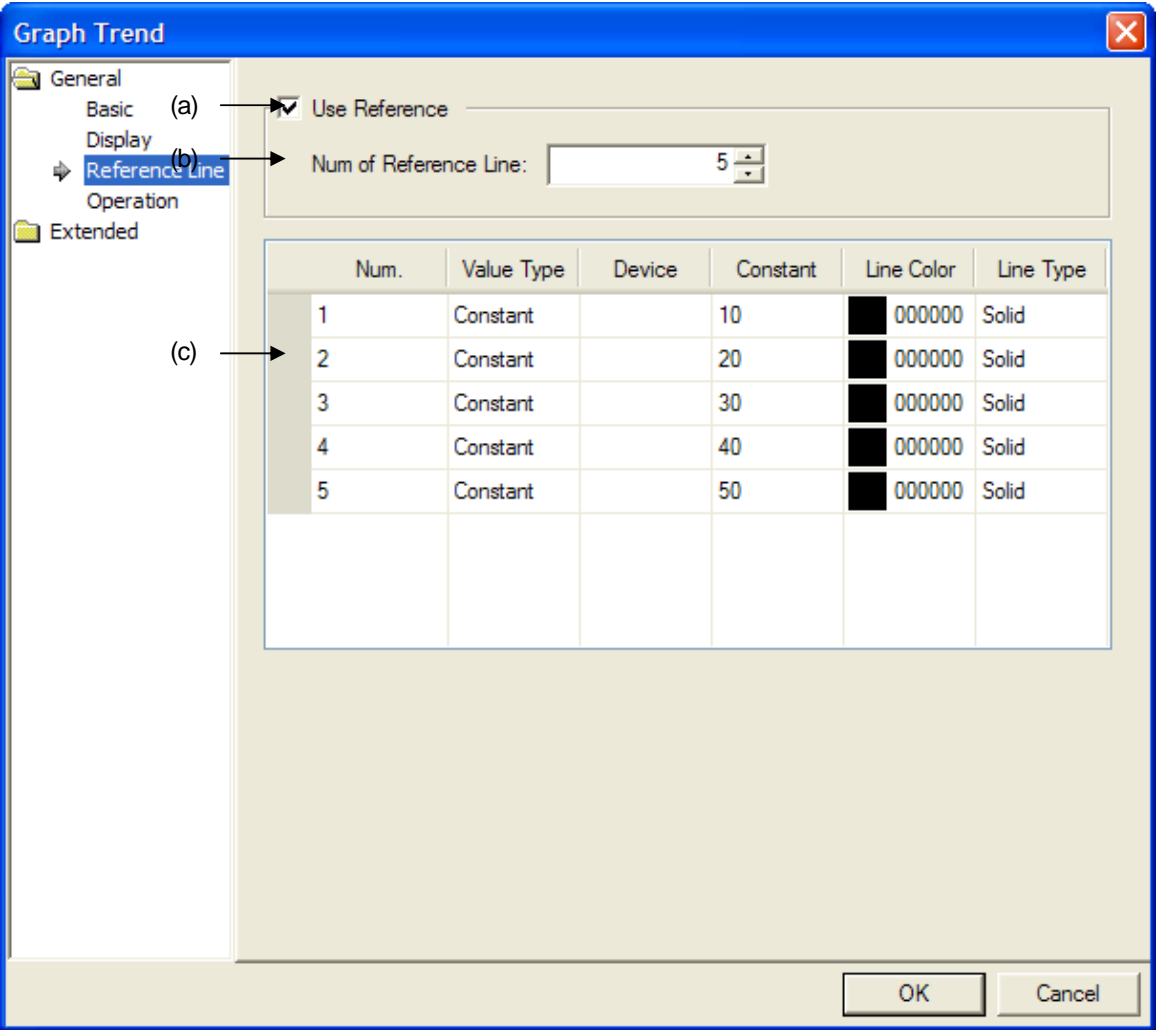 Graph Trend
General
Basic
Display
Reference Line
Operation
Extended
(a)
(b)
(c)
Use Reference
Num of Reference Line: 5
Num. Value Type Device Constant Line Color Line Type
1 Constant 10 000000 Solid
2 Constant 20 000000 Solid
3 Constant 30 000000 Solid
4 Constant 40 000000 Solid
5 Constant 50 000000 Solid
OK Cancel